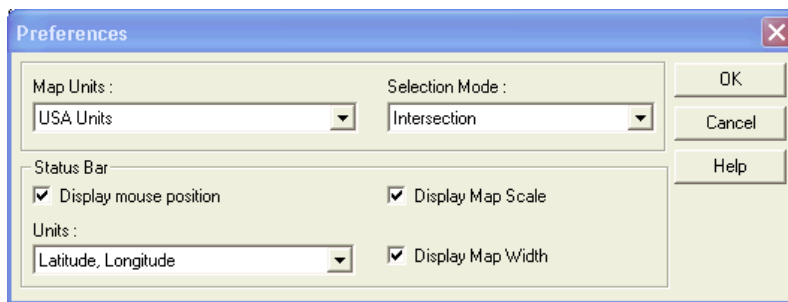 Preferences
Map Units :
Selection Mode :
OK
USA Units
Intersection
Cancel
Help
Status Bar
Display mouse position
Display Map Scale
Units :
Latitude, Longitude
Display Map Width